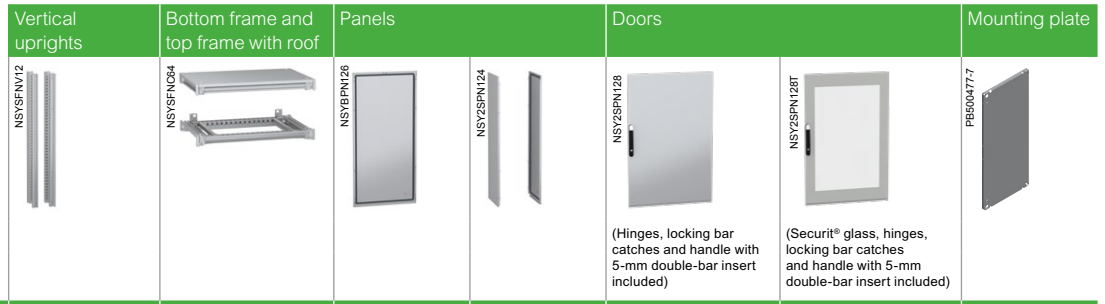 Vertical
uprights
Bottom frame and
top frame with roof
Panels
Doors
Mounting plate
NSYSFNV12
NSYSFNC64
NSYBPN126
NSY2SPN124
NSY2SPN128
NSY2SPN128T
PB500477-7
(Hinges, locking bar
catches and handle with
5-mm double-bar insert
included)
(Securit® glass, hinges,
locking bar catches
and handle with 5-mm
double-bar insert included)